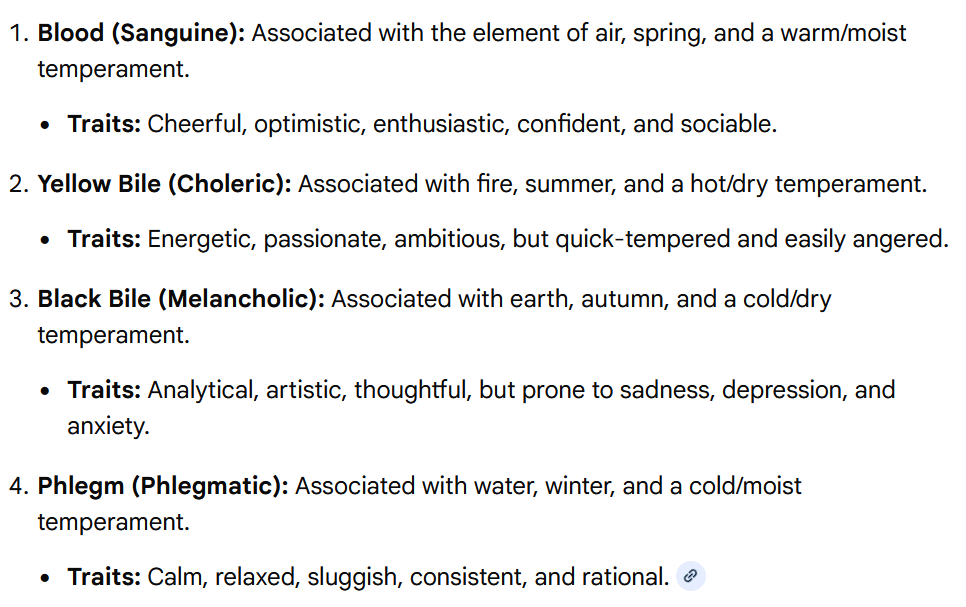 1. Blood (Sanguine): Associated with the element of air, spring, and a warm/moist
temperament.
• Traits: Cheerful, optimistic, enthusiastic, confident, and sociable.
2. Yellow Bile (Choleric): Associated with fire, summer, and a hot/dry temperament.
• Traits: Energetic, passionate, ambitious, but quick-tempered and easily angered.
3. Black Bile (Melancholic): Associated with earth, autumn, and a cold/dry
temperament.
• Traits: Analytical, artistic, thoughtful, but prone to sadness, depression, and
anxiety.
4. Phlegm (Phlegmatic): Associated with water, winter, and a cold/moist
temperament.
• Traits: Calm, relaxed, sluggish, consistent, and rational.